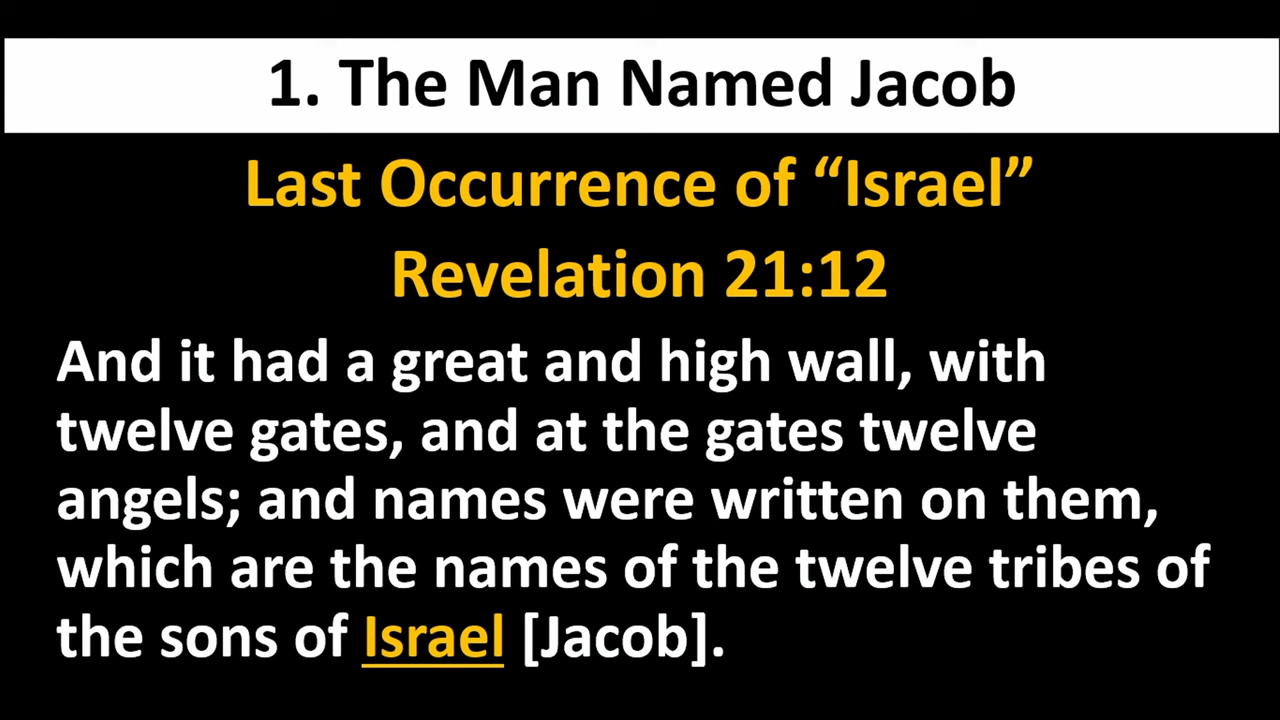 1. The Man Named Jacob
Last Occurrence of “Israel”
Revelation 21:12
And it had a great and high wall, with
twelve gates, and at the gates twelve
angels; and names were written on them,
which are the names of the twelve tribes of
the sons of Israel [Jacob].